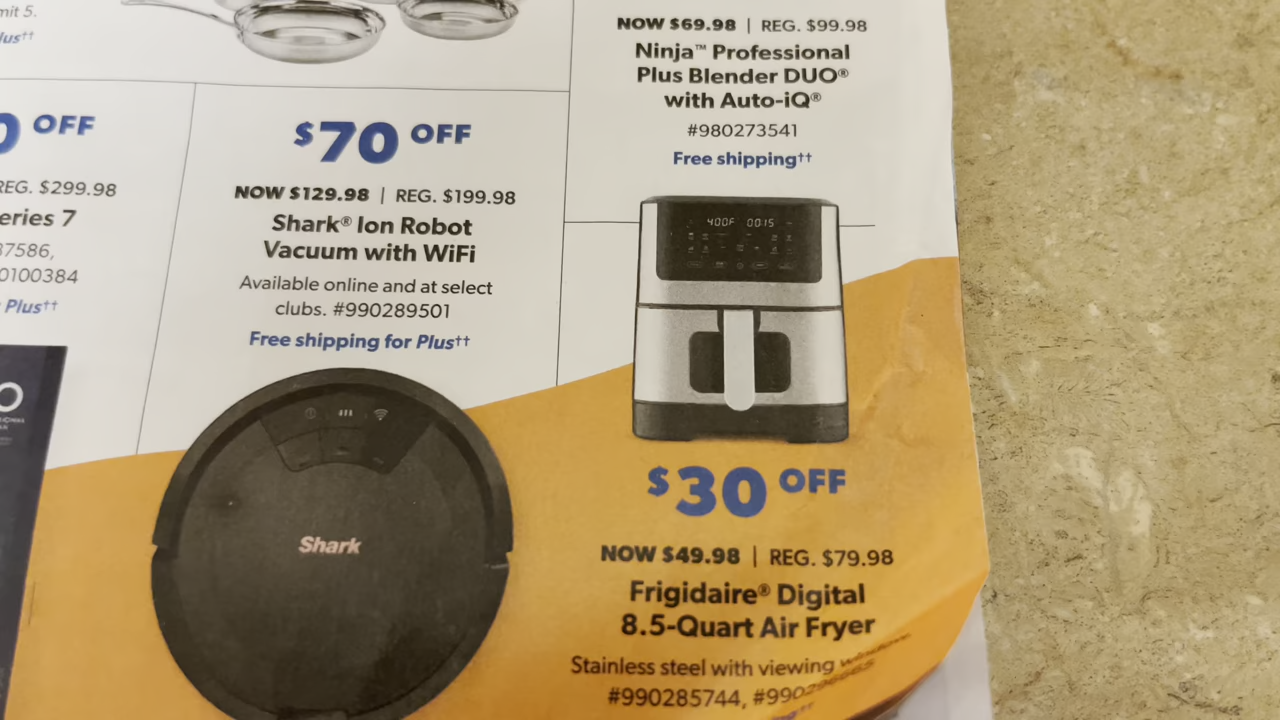 mit 5.
lus††
0 OFF
REG. $299.98
eries 7
37586,
0100384
Plus††
$70 OFF
NOW $129.98 | REG. $199.98
Shark® Ion Robot
Vacuum with WiFi
Available online and at select
clubs. #990289501
Free shipping for Plus††
Shark
NOW $69.98 | REG. $99.98
Ninja™ Professional
Plus Blender DUO®
with Auto-iQ®
#980273541
Free shipping††
400F 00:15
$30 OFF
NOW $49.98 | REG. $79.98
Frigidaire® Digital
8.5-Quart Air Fryer
Stainless steel with viewing window.
#990285744, #990296665